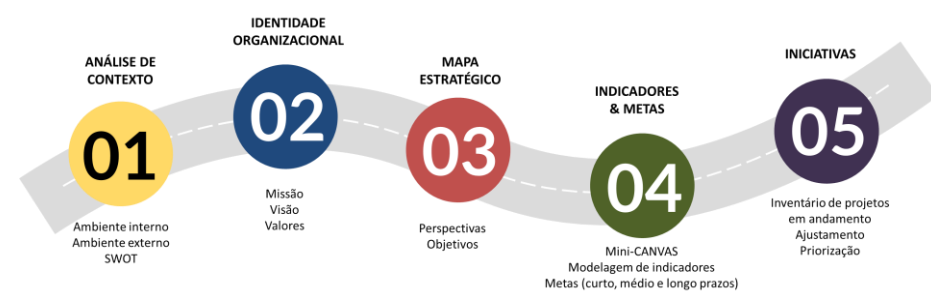 ANÁLISE DE
CONTEXTO
01
Ambiente interno
Ambiente externo
SWOT
IDENTIDADE
ORGANIZACIONAL
02
Missão
Visão
Valores
MAPA
ESTRATÉGICO
03
Perspectivas
Objetivos
INDICADORES
& METAS
04
Mini-CANVAS
Modelagem de indicadores
Metas (curto, médio e longo prazos)
INICIATIVAS
05
Inventário de projetos
em andamento
Ajustamento
Priorização